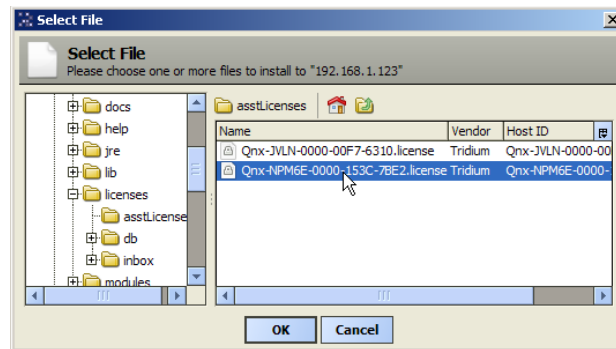 Select File
Select File
Please choose one or more files to install to "192.168.1.123"
docs
help
jre
lib
licenses
asstLicense
db
inbox
modules
asstLicenses
Name Vendor Host ID
Qnx-JVLN-0000-00F7-6310.license Tridium Qnx-JVLN-0000-00
Qnx-NPM6E-0000-153C-7BE2.license Tridium Qnx-NPM6E-0000-
OK Cancel